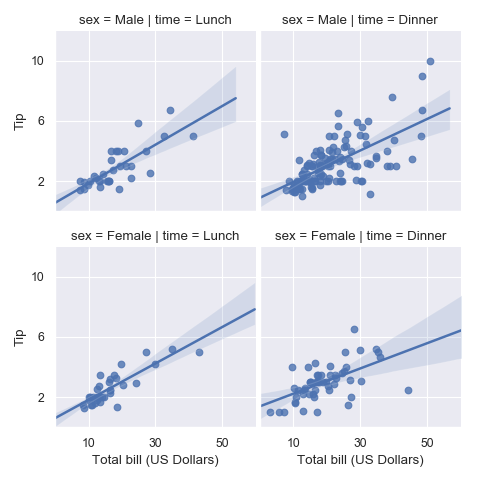 sex = Male | time = Lunch
sex = Male | time = Dinner
10
6
2
Tip
sex = Female | time = Lunch
sex = Female | time = Dinner
10
6
2
Tip
10 30 50
10 30 50
Total bill (US Dollars)
Total bill (US Dollars)